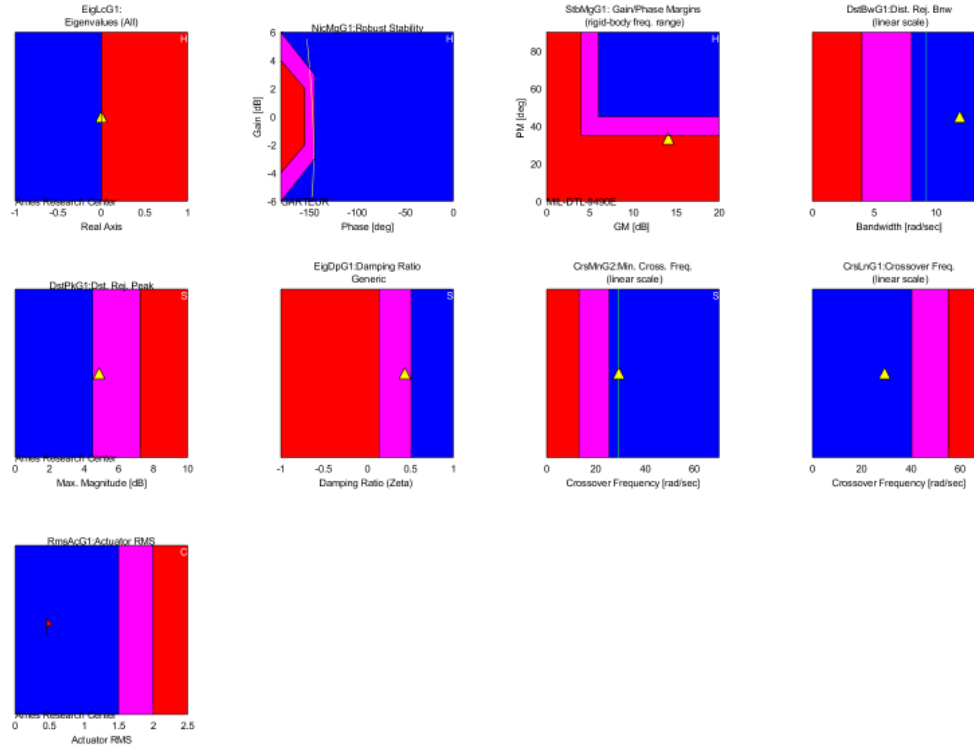 EigLcG1:
Eigenvalues (All)
H
Ames Research Center
-1 -0.5 0 0.5 1
Real Axis
NicMgG1:Robust Stability
H
Gain [dB]
6
4
2
0
-2
-4
-6
GARTEUR
-150 -100 -50 0
Phase [deg]
StbMgG1: Gain/Phase Margins
(rigid-body freq. range)
H
PM [deg]
80
60
40
20
0
MIL-DTL-9490E
0 5 10 15 20
GM [dB]
DstBwG1:Dist. Rej. Bnw
(linear scale)
0 5 10
Bandwidth [rad/sec]
DstPkG1:Dst. Rej. Peak
S
Ames Research Center
0 2 4 6 8 10
Max. Magnitude [dB]
EigDpG1:Damping Ratio
Generic
S
-1 -0.5 0 0.5 1
Damping Ratio (Zeta)
CrsMnG2:Min. Cross. Freq.
(linear scale)
S
0 20 40 60
Crossover Frequency [rad/sec]
CrsLnG1:Crossover Freq.
(linear scale)
0 20 40 60
Crossover Frequency [rad/sec]
RmsAcG1:Actuator RMS
C
Ames Research Center
0 0.5 1 1.5 2 2.5
Actuator RMS